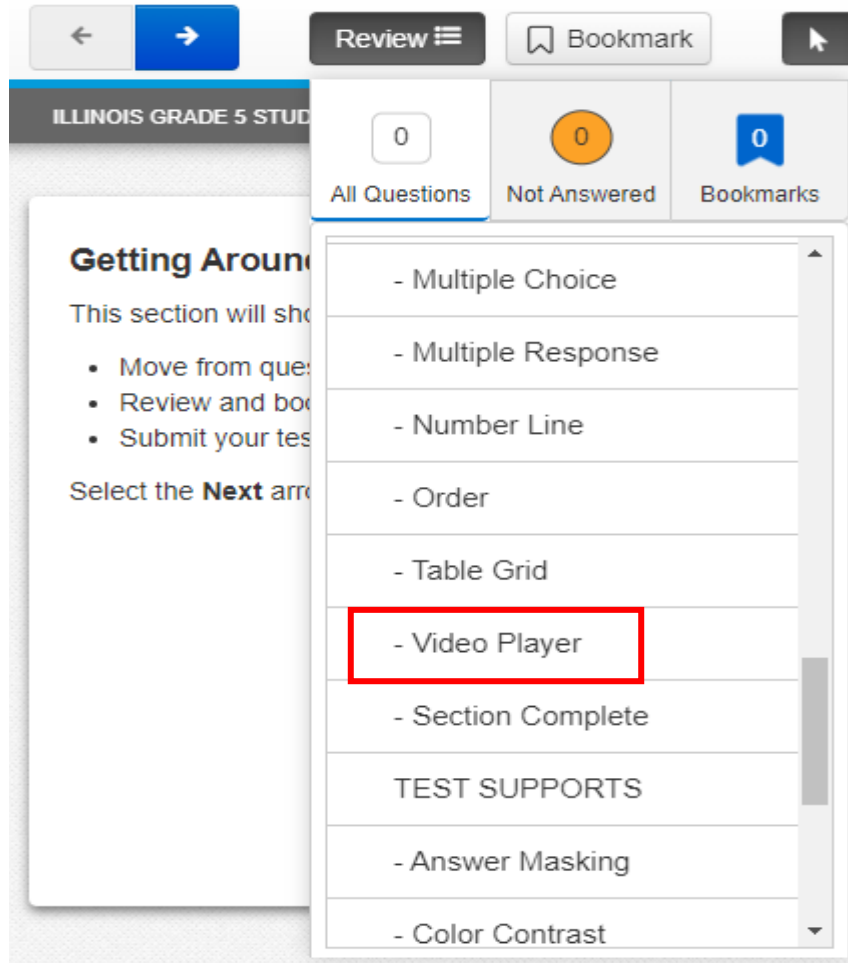 Review
Bookmark
ILLINOIS GRADE 5 STUD
0
All Questions
0
Not Answered
0
Bookmarks
Getting Aroun
This section will sho
• Move from ques
• Review and boo
• Submit your tes
Select the Next arro
- Multiple Choice
- Multiple Response
- Number Line
- Order
- Table Grid
- Video Player
- Section Complete
TEST SUPPORTS
- Answer Masking
- Color Contrast